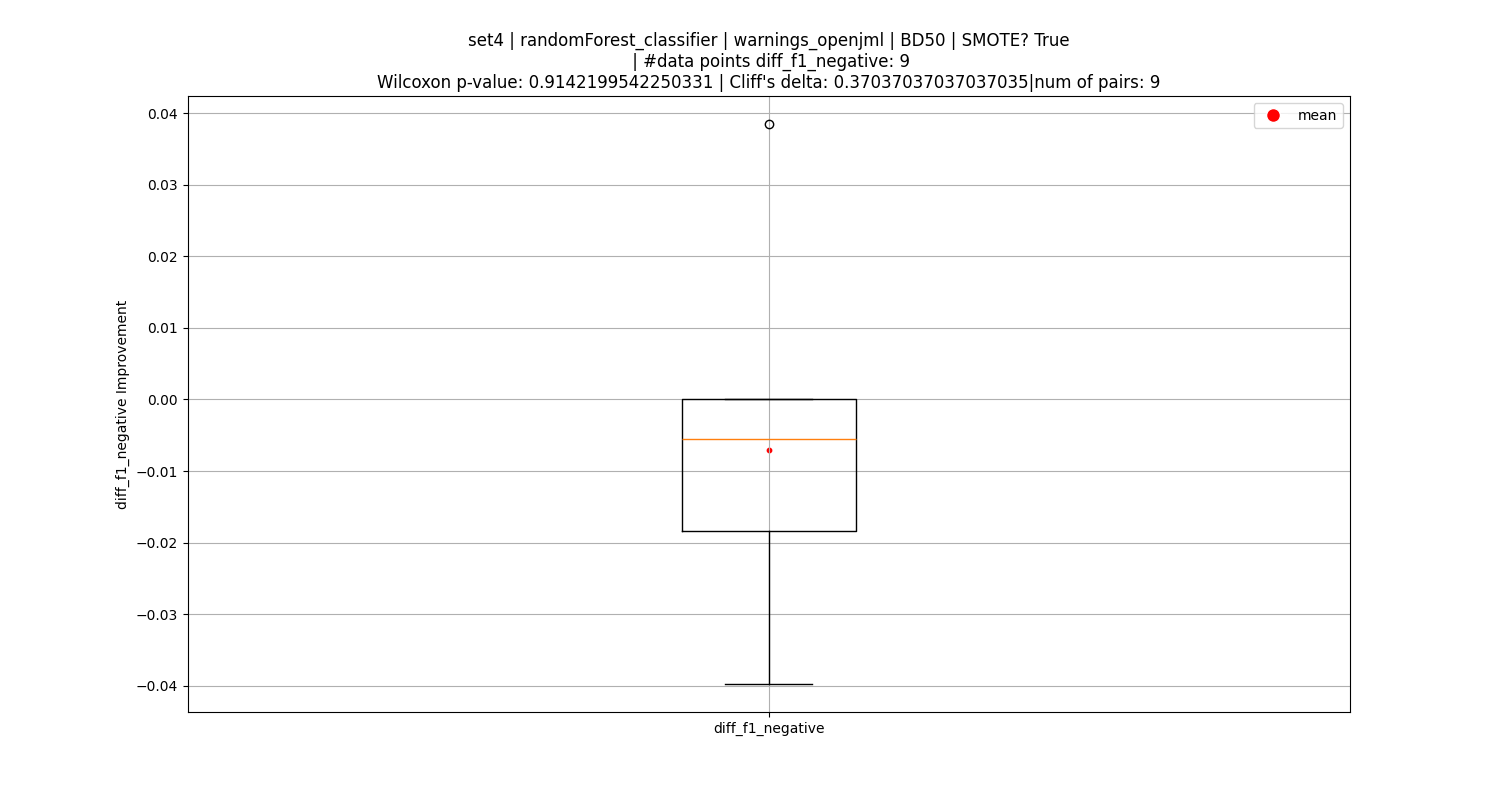 set4 | randomForest_classifier | warnings_openjml | BD50 | SMOTE? True
| #data points diff_f1_negative: 9
Wilcoxon p-value: 0.9142199542250331 | Cliff's delta: 0.37037037037037035|num of pairs: 9
mean
0.04
0.03
0.02
0.01
0.00
−0.01
−0.02
−0.03
−0.04
diff_f1_negative Improvement
diff_f1_negative